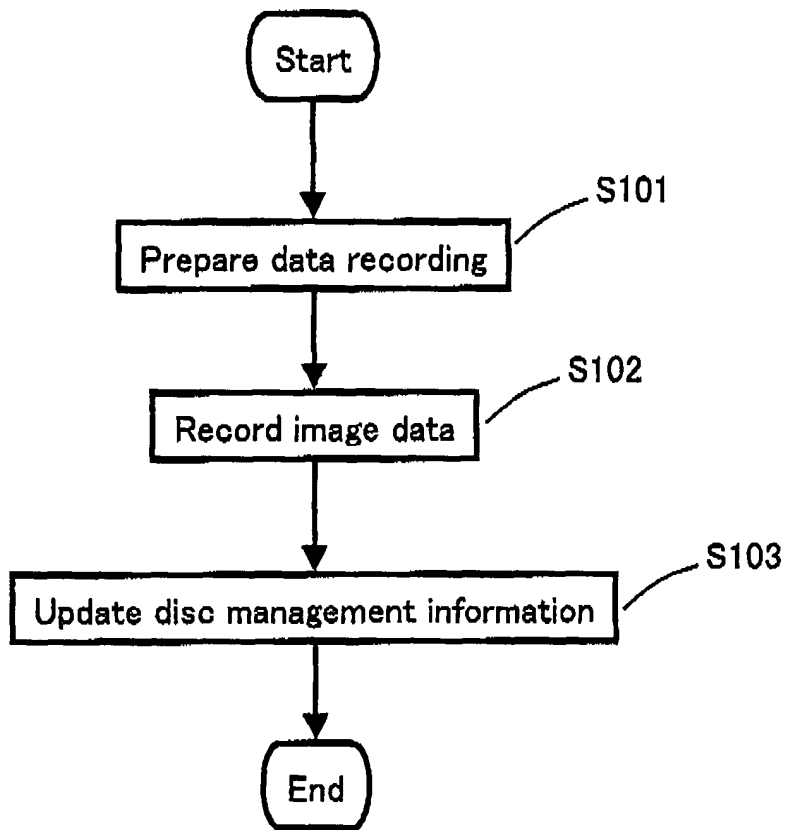 Start
S101
Prepare data recording
S102
Record image data
S103
Update disc management information
End